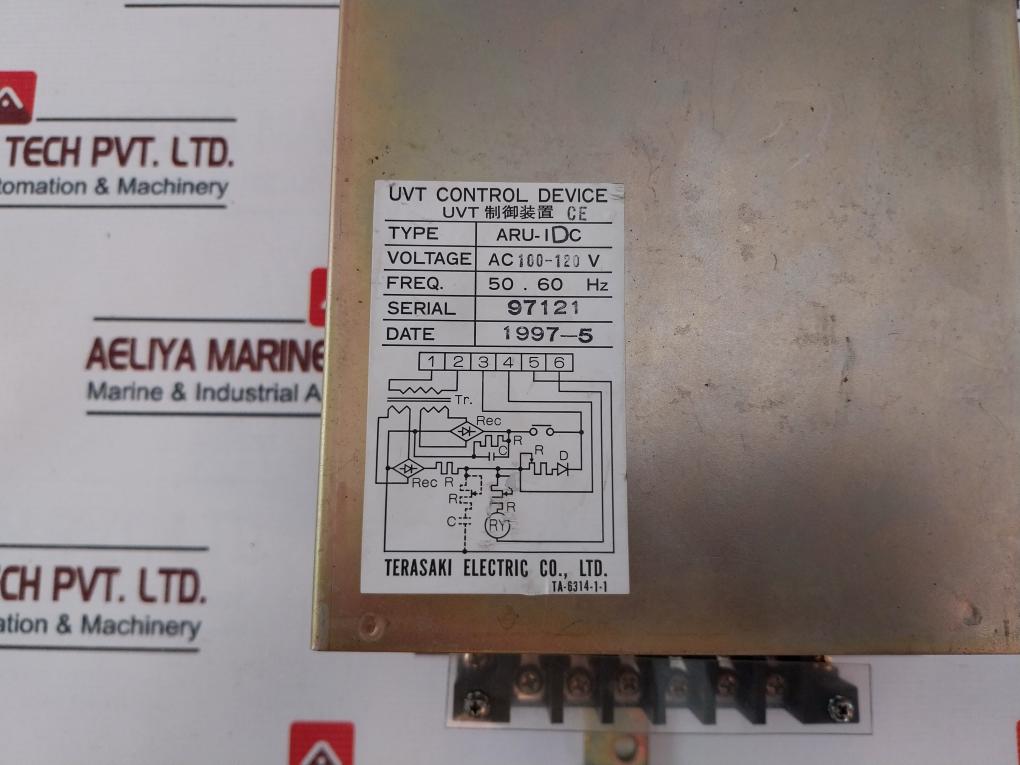 TECH PVT. LTD.
tomation & Machinery
AELIYA MARINE
Marine & Industrial A
CH PVT. LTD.
ation & Machinery
UVT CONTROL DEVICE
UVT 制御装置 CE
TYPE ARU-1DC
VOLTAGE AC 100-120 V
FREQ. 50 . 60 Hz
SERIAL 97121
DATE 1997-5
1 2 3 4 5 6
Tr.
Rec
R
C
R
D
Rec
R
R
R
C
RY
TERASAKI ELECTRIC CO., LTD.
TA-6314-1-1